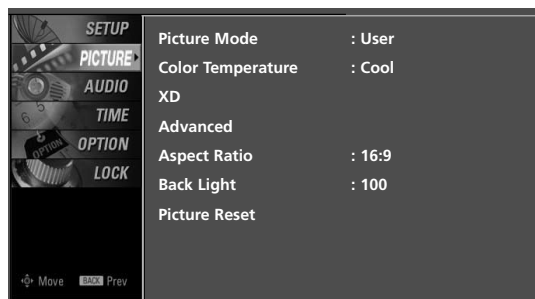 SETUP
PICTURE
AUDIO
TIME
OPTION
LOCK
Move BACK Prev
Picture Mode : User
Color Temperature : Cool
XD
Advanced
Aspect Ratio : 16:9
Back Light : 100
Picture Reset